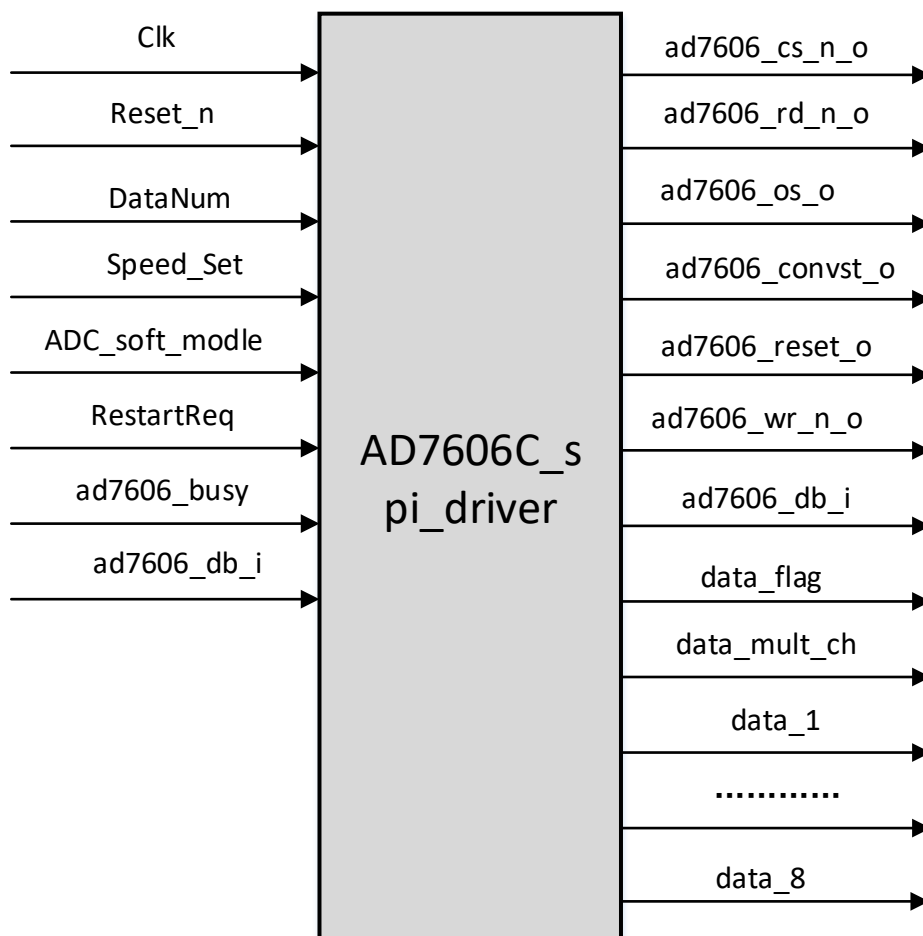 Clk
Reset_n
DataNum
Speed_Set
ADC_soft_modle
RestartReq
ad7606_busy
ad7606_db_i
AD7606C_s
pi_driver
ad7606_cs_n_o
ad7606_rd_n_o
ad7606_os_o
ad7606_convst_o
ad7606_reset_o
ad7606_wr_n_o
ad7606_db_i
data_flag
data_mult_ch
data_1
............
data_8